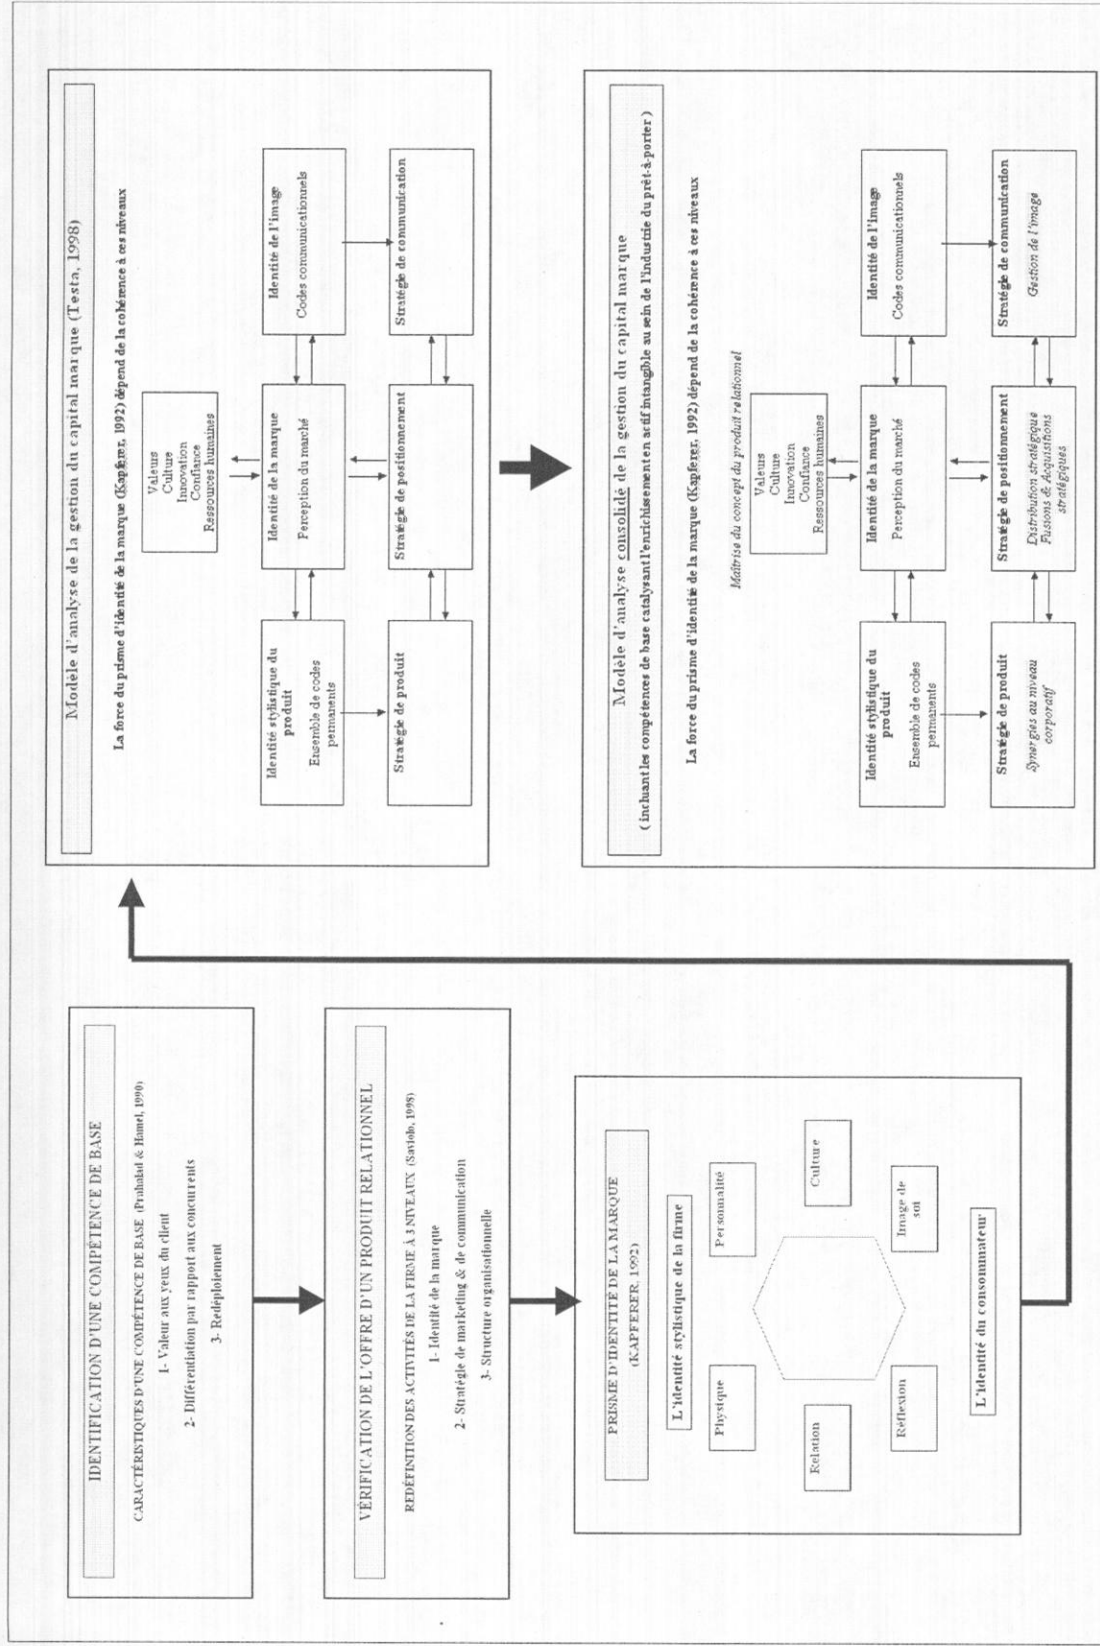 IDENTIFICATION D'UNE COMPÉTENCE DE BASE
CARACTÉRISTIQUES D'UNE COMPÉTENCE DE BASE (Prahalad & Hamel, 1990)
1- Valeur aux yeux du client
2- Différentiation par rapport aux concurrents
3- Redéploiement
VÉRIFICATION DE L'OFFRE D'UN PRODUIT RELATIONNEL
REDÉFINITION DES ACTIVITÉS DE LA FIRME À 3 NIVEAUX (Saviolo, 1998)
1- Identité de la marque
2- Stratégie de marketing & de communication
3- Structure organisationnelle
PRISME D'IDENTITÉ DE LA MARQUE
(KAPFERER, 1992)
L'identité stylistique de la firme
Physique
Personnalité
Relation
Culture
Réflexion
Image de
soi
L'identité du consommateur
Modèle d'analyse de la gestion du capital marque (Testa, 1998)
La force du prisme d'identité de la marque (Kapferer, 1992) dépend de la cohérence à ces niveaux
Valeurs
Culture
Innovation
Confiance
Ressources humaines
Identité stylistique du
produit
Ensemble de codes
permanents
Identité de la marque
Perception du marché
Identité de l'image
Codes communicationnels
Stratégie de produit
Stratégie de positionnement
Stratégie de communication
Modèle d'analyse consolidé de la gestion du capital marque
(incluant les compétences de base catalysant l'enrichissement en actif intangible au sein de l'industrie du prêt-à-porter)
La force du prisme d'identité de la marque (Kapferer, 1992) dépend de la cohérence à ces niveaux
Maîtrise du concept du produit relationnel
Valeurs
Culture
Innovation
Confiance
Ressources humaines
Identité stylistique du
produit
Ensemble de codes
permanents
Identité de la marque
Perception du marché
Identité de l'image
Codes communicationnels
Stratégie de produit
Synergies au niveau
corporatif
Stratégie de positionnement
Distribution stratégique
Fusions & Acquisitions
stratégiques
Stratégie de communication
Gestion de l'image